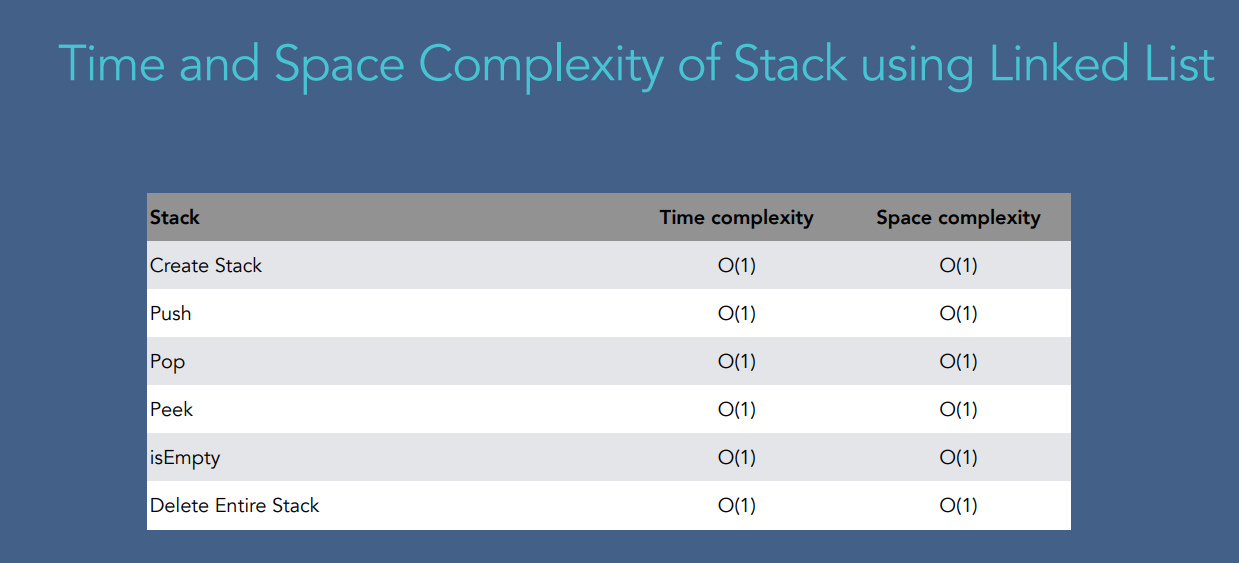 Time and Space Complexity of Stack using Linked List
Stack Time complexity Space complexity
Create Stack O(1) O(1)
Push O(1) O(1)
Pop O(1) O(1)
Peek O(1) O(1)
isEmpty O(1) O(1)
Delete Entire Stack O(1) O(1)